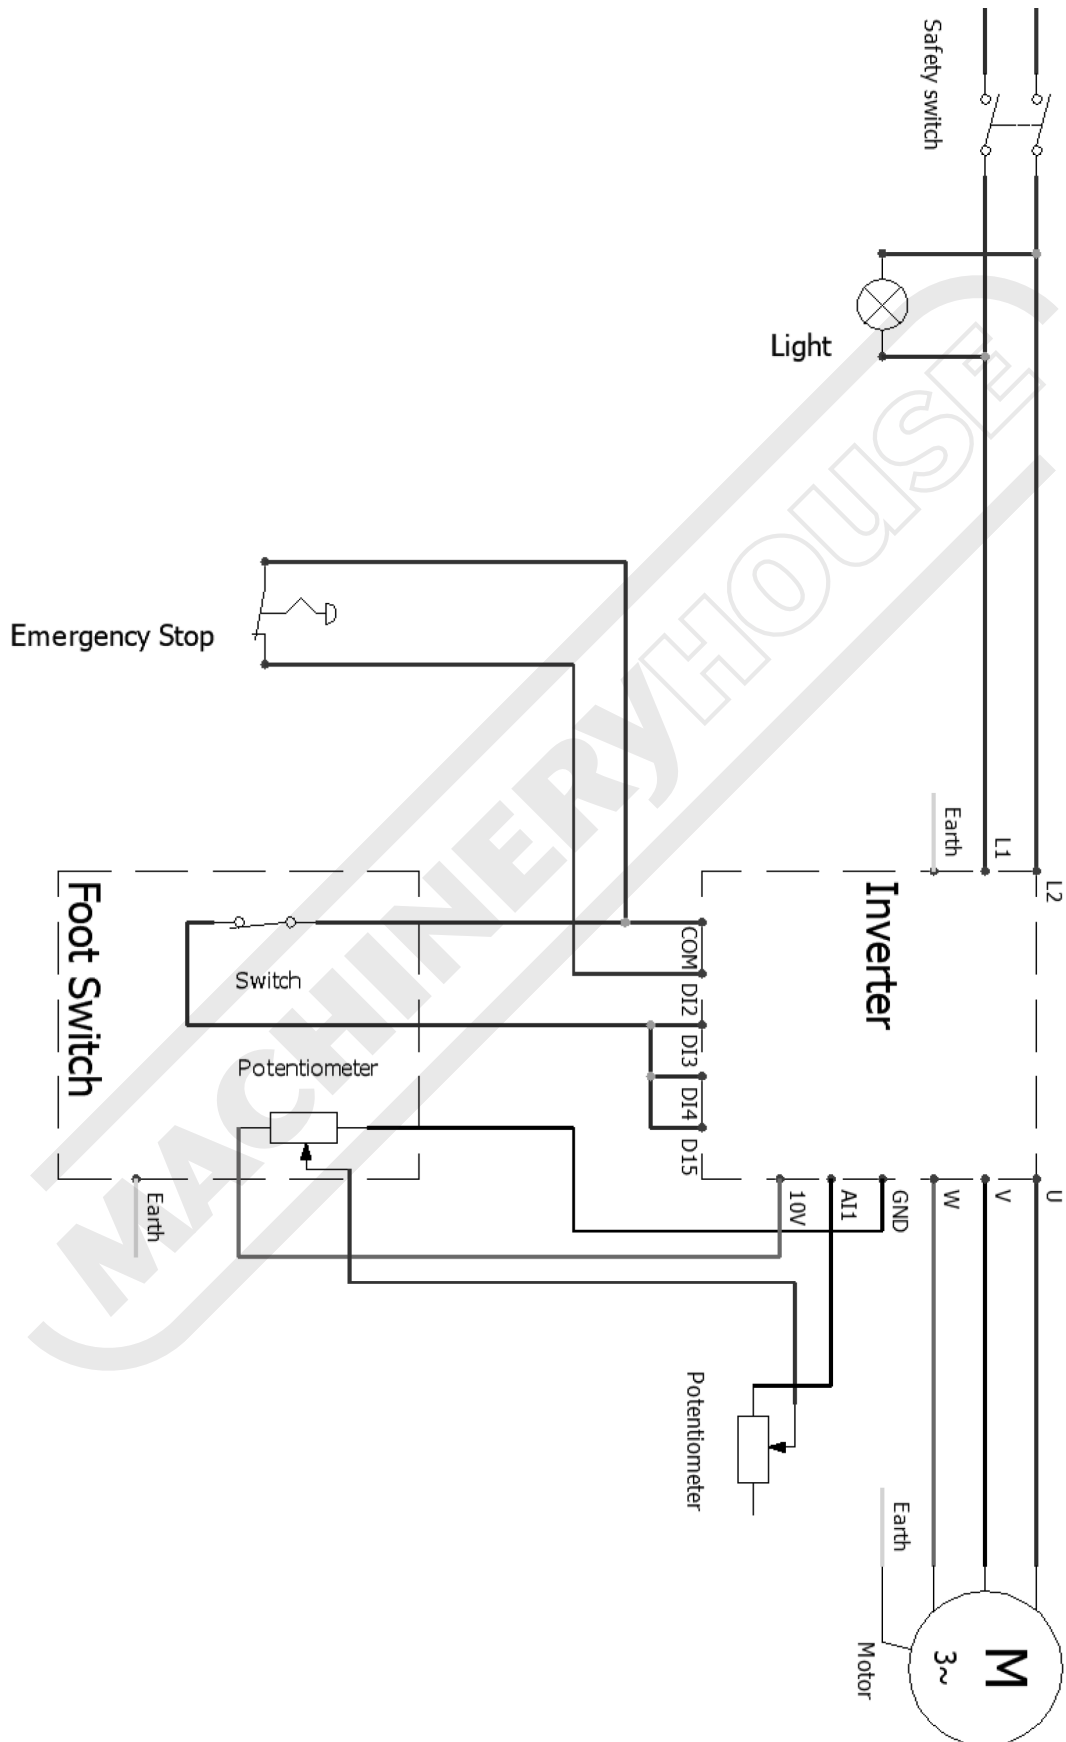 Safety switch
Light
Emergency Stop
Earth
L1
L2
Inverter
Foot Switch
COM
DI2
DI3
DI4
D15
Switch
Potentiometer
Earth
10V
AI1
GND
W
V
U
Potentiometer
Earth
Motor
M
3~
MACHINERYHOUSE